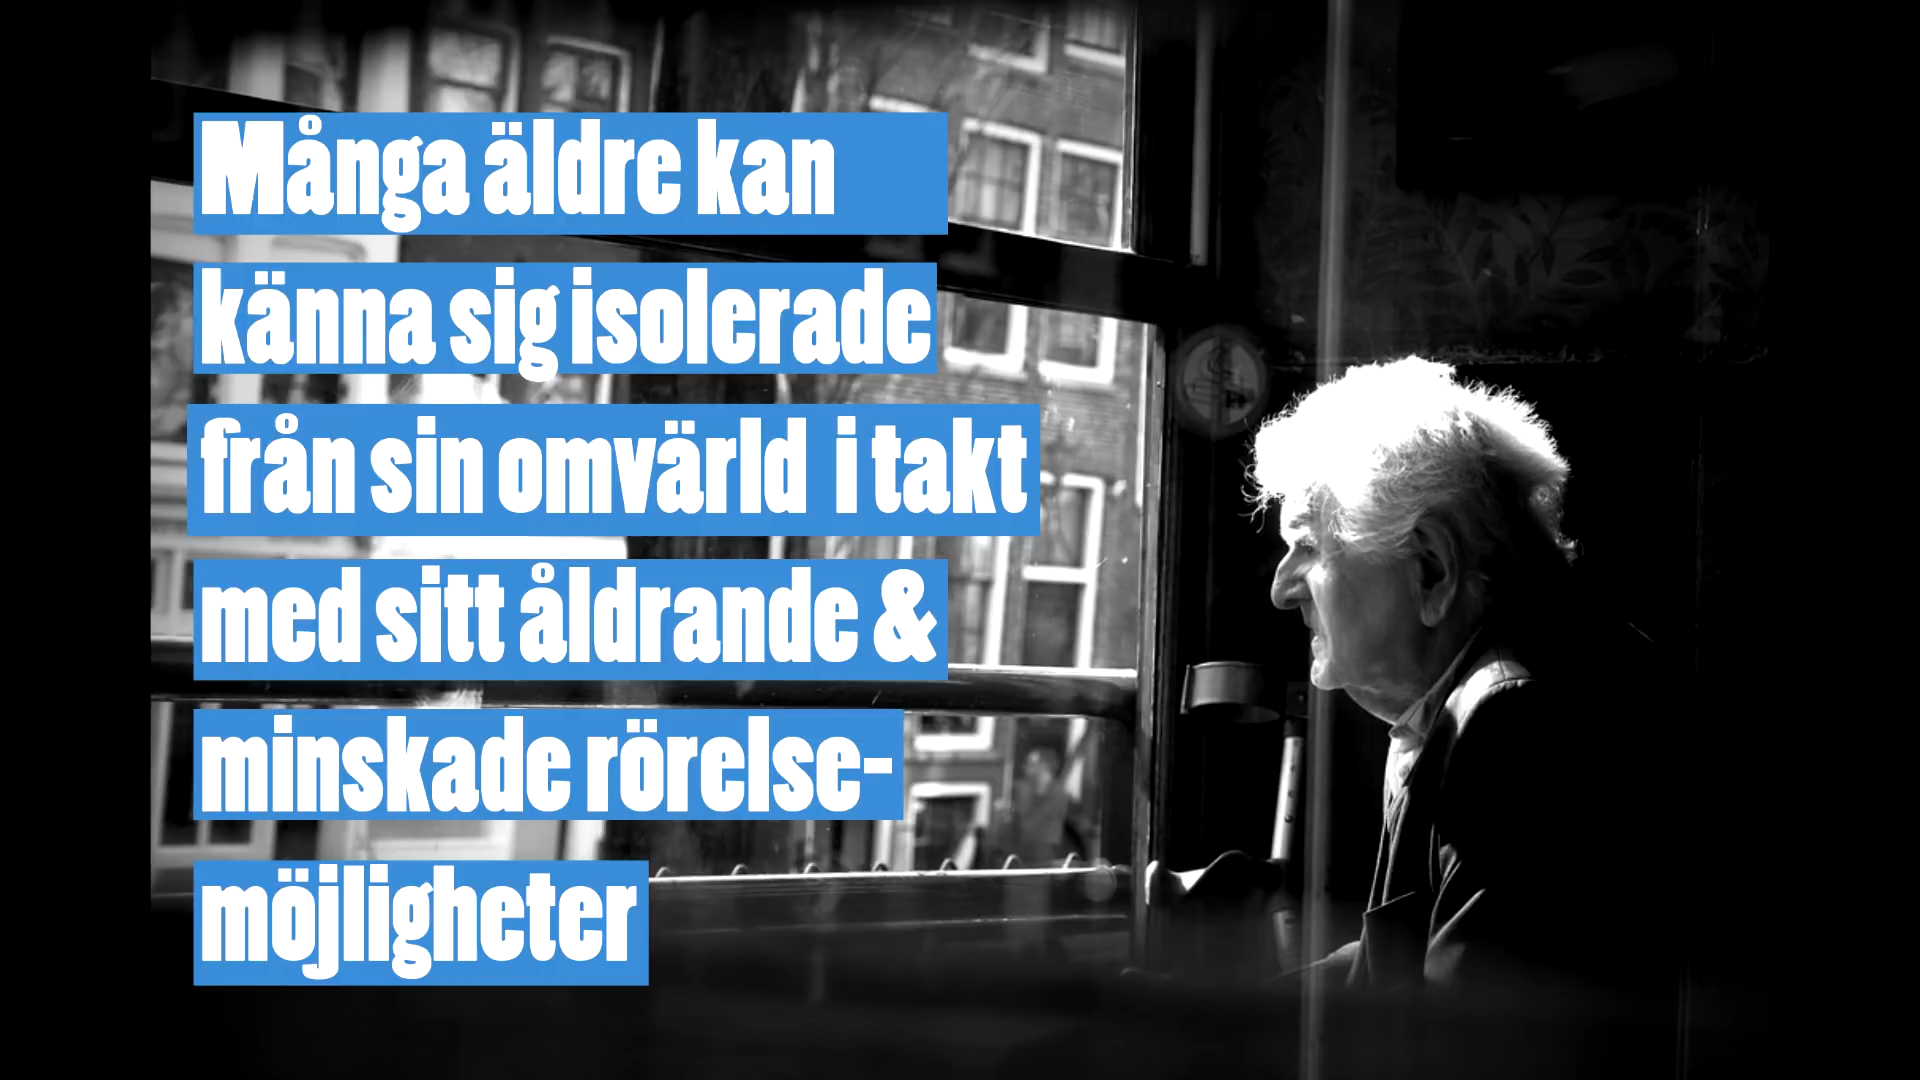 Många äldre kan
känna sig isolerade
från sin omvärld i takt
med sitt åldrande &
minskade rörelse-
möjligheter